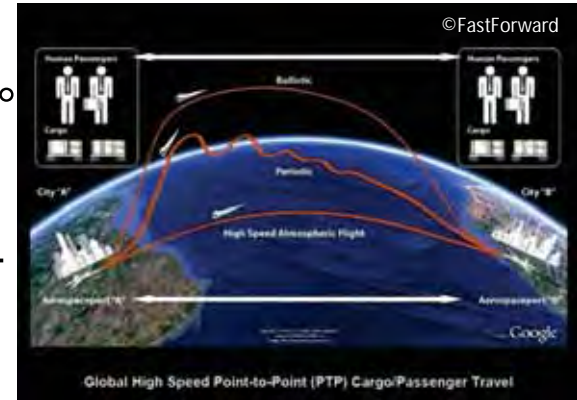 ©FastForward
Human Passengers
Human Passengers
Ballistic
Cargo
Cargo
Periodic
City "A"
City "B"
High Speed Atmospheric Flight
Aerospaceport "A"
Aerospaceport "B"
Google
Global High Speed Point-to-Point (PTP) Cargo/Passenger Travel